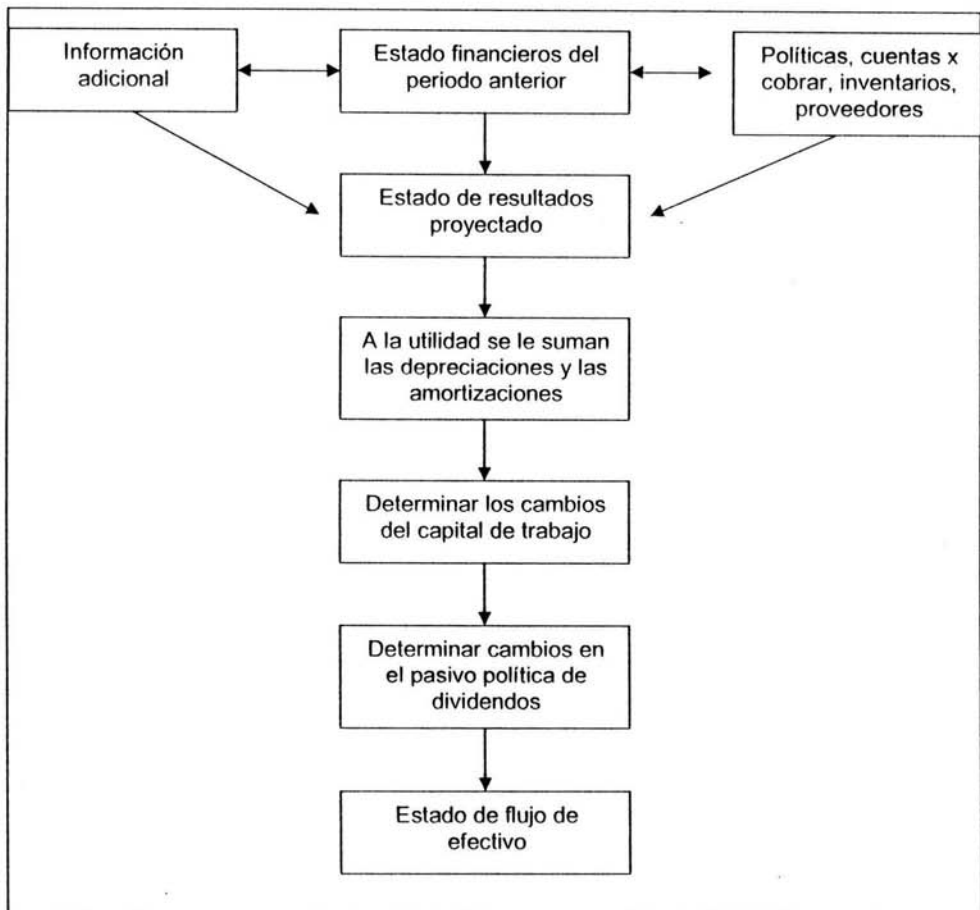 Información
adicional
Estado financieros del
periodo anterior
Políticas, cuentas x
cobrar, inventarios,
proveedores
Estado de resultados
proyectado
A la utilidad se le suman
las depreciaciones y las
amortizaciones
Determinar los cambios
del capital de trabajo
Determinar cambios en
el pasivo política de
dividendos
Estado de flujo de
efectivo